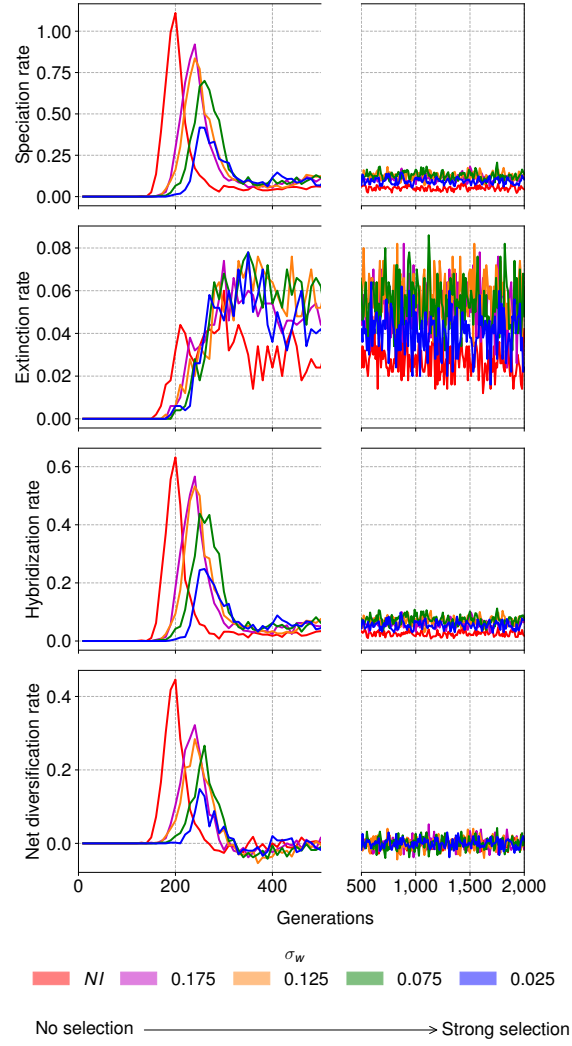 Speciation rate
1.00
0.75
0.50
0.25
0.00
Extinction rate
0.08
0.06
0.04
0.02
0.00
Hybridization rate
0.6
0.4
0.2
0.0
Net diversification rate
0.4
0.2
0.0
0 200 400 500 1,000 1,500 2,000
Generations
σw
NI 0.175 0.125 0.075 0.025
No selection Strong selection